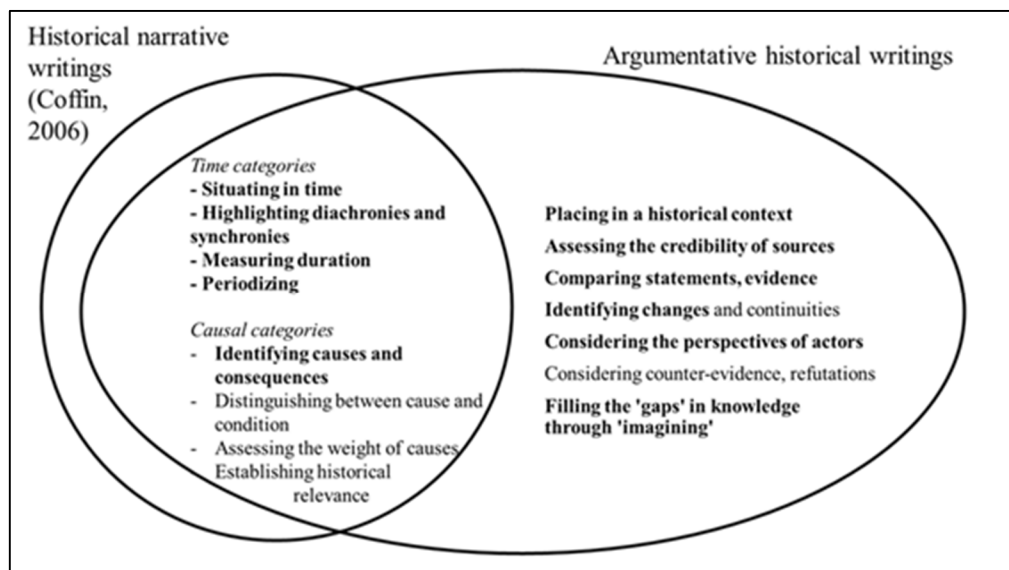 Historical narrative
writings
(Coffin,
2006)
Argumentative historical writings
Time categories
- Situating in time
- Highlighting diachronies and
synchronies
- Measuring duration
- Periodizing
Causal categories
- Identifying causes and
consequences
- Distinguishing between cause and
condition
- Assessing the weight of causes
Establishing historical
relevance
Placing in a historical context
Assessing the credibility of sources
Comparing statements, evidence
Identifying changes and continuities
Considering the perspectives of actors
Considering counter-evidence, refutations
Filling the 'gaps' in knowledge
through 'imagining'